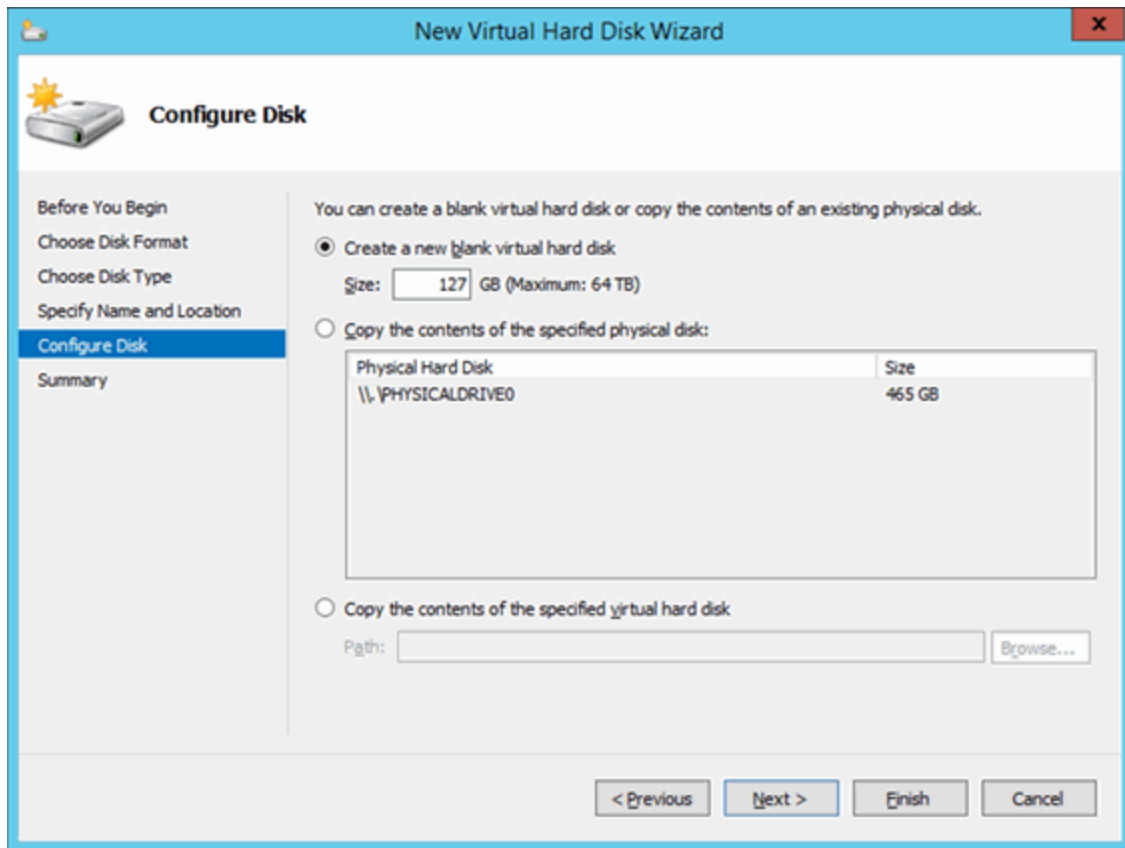 New Virtual Hard Disk Wizard
x
Configure Disk
Before You Begin
Choose Disk Format
Choose Disk Type
Specify Name and Location
Configure Disk
Summary
You can create a blank virtual hard disk or copy the contents of an existing physical disk.
Create a new blank virtual hard disk
Size: 127 GB (Maximum: 64 TB)
Copy the contents of the specified physical disk:
Physical Hard Disk Size
\\.\PHYSICALDRIVE0 465 GB
Copy the contents of the specified virtual hard disk
Path: Browse...
< Previous Next > Finish Cancel